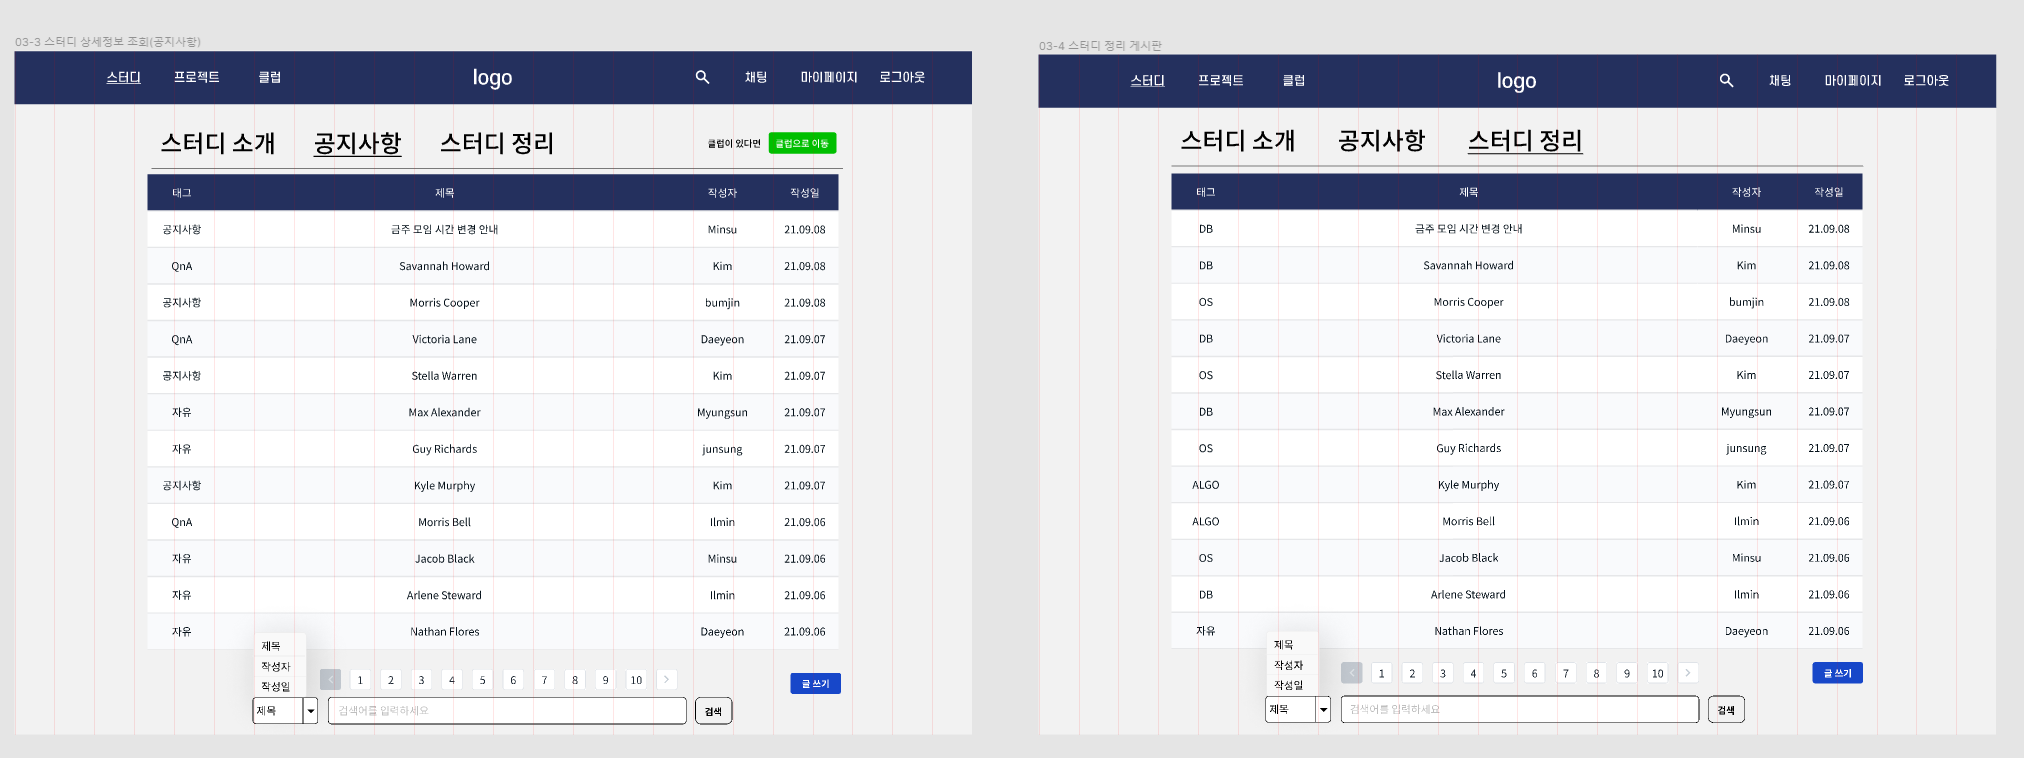 03-3 스터디 상세정보 조회(공지사항)
스터디 프로젝트 클럽 logo 채팅 마이페이지 로그아웃
스터디 소개 공지사항 스터디 정리 클럽이 있다면 클럽으로 이동
태그 제목 작성자 작성일
공지사항 금주 모임 시간 변경 안내 Minsu 21.09.08
QnA Savannah Howard Kim 21.09.08
공지사항 Morris Cooper bumjin 21.09.08
QnA Victoria Lane Daeyeon 21.09.07
공지사항 Stella Warren Kim 21.09.07
자유 Max Alexander Myungsun 21.09.07
자유 Guy Richards junsung 21.09.07
공지사항 Kyle Murphy Kim 21.09.07
QnA Morris Bell Ilmin 21.09.06
자유 Jacob Black Minsu 21.09.06
자유 Arlene Steward Ilmin 21.09.06
자유 Nathan Flores Daeyeon 21.09.06
제목
작성자
작성일
< 1 2 3 4 5 6 7 8 9 10 > 글 쓰기
제목 검색어를 입력하세요 검색
03-4 스터디 정리 게시판
스터디 프로젝트 클럽 logo 채팅 마이페이지 로그아웃
스터디 소개 공지사항 스터디 정리
태그 제목 작성자 작성일
DB 금주 모임 시간 변경 안내 Minsu 21.09.08
DB Savannah Howard Kim 21.09.08
OS Morris Cooper bumjin 21.09.08
DB Victoria Lane Daeyeon 21.09.07
OS Stella Warren Kim 21.09.07
DB Max Alexander Myungsun 21.09.07
OS Guy Richards junsung 21.09.07
ALGO Kyle Murphy Kim 21.09.07
ALGO Morris Bell Ilmin 21.09.06
OS Jacob Black Minsu 21.09.06
DB Arlene Steward Ilmin 21.09.06
자유 Nathan Flores Daeyeon 21.09.06
제목
작성자
작성일
< 1 2 3 4 5 6 7 8 9 10 > 글 쓰기
제목 검색어를 입력하세요 검색